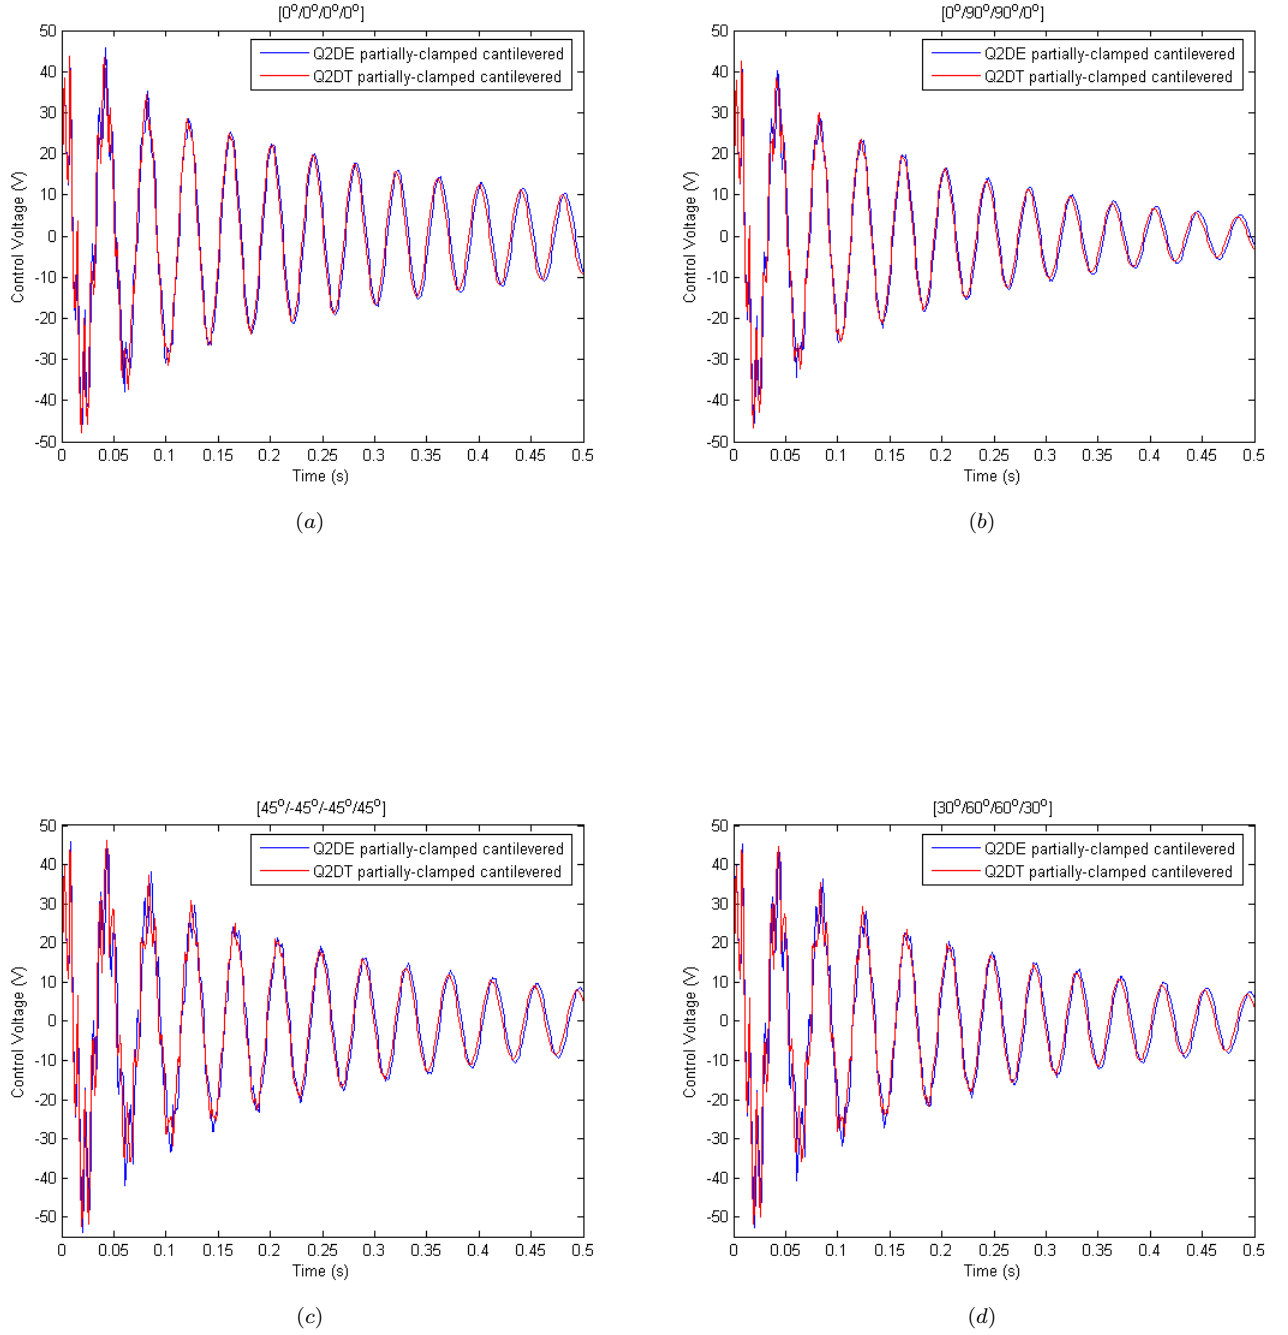 [0°/0°/0°/0°]
50
40
30
20
10
0
-10
-20
-30
-40
-50
Control Voltage (V)
Q2DE partially-clamped cantilevered
Q2DT partially-clamped cantilevered
0 0.05 0.1 0.15 0.2 0.25 0.3 0.35 0.4 0.45 0.5
Time (s)
(a)
[0°/90°/90°/0°]
50
40
30
20
10
0
-10
-20
-30
-40
-50
Control Voltage (V)
Q2DE partially-clamped cantilevered
Q2DT partially-clamped cantilevered
0 0.05 0.1 0.15 0.2 0.25 0.3 0.35 0.4 0.45 0.5
Time (s)
(b)
[45°/-45°/-45°/45°]
50
40
30
20
10
0
-10
-20
-30
-40
-50
Control Voltage (V)
Q2DE partially-clamped cantilevered
Q2DT partially-clamped cantilevered
0 0.05 0.1 0.15 0.2 0.25 0.3 0.35 0.4 0.45 0.5
Time (s)
(c)
[30°/60°/60°/30°]
50
40
30
20
10
0
-10
-20
-30
-40
-50
Control Voltage (V)
Q2DE partially-clamped cantilevered
Q2DT partially-clamped cantilevered
0 0.05 0.1 0.15 0.2 0.25 0.3 0.35 0.4 0.45 0.5
Time (s)
(d)